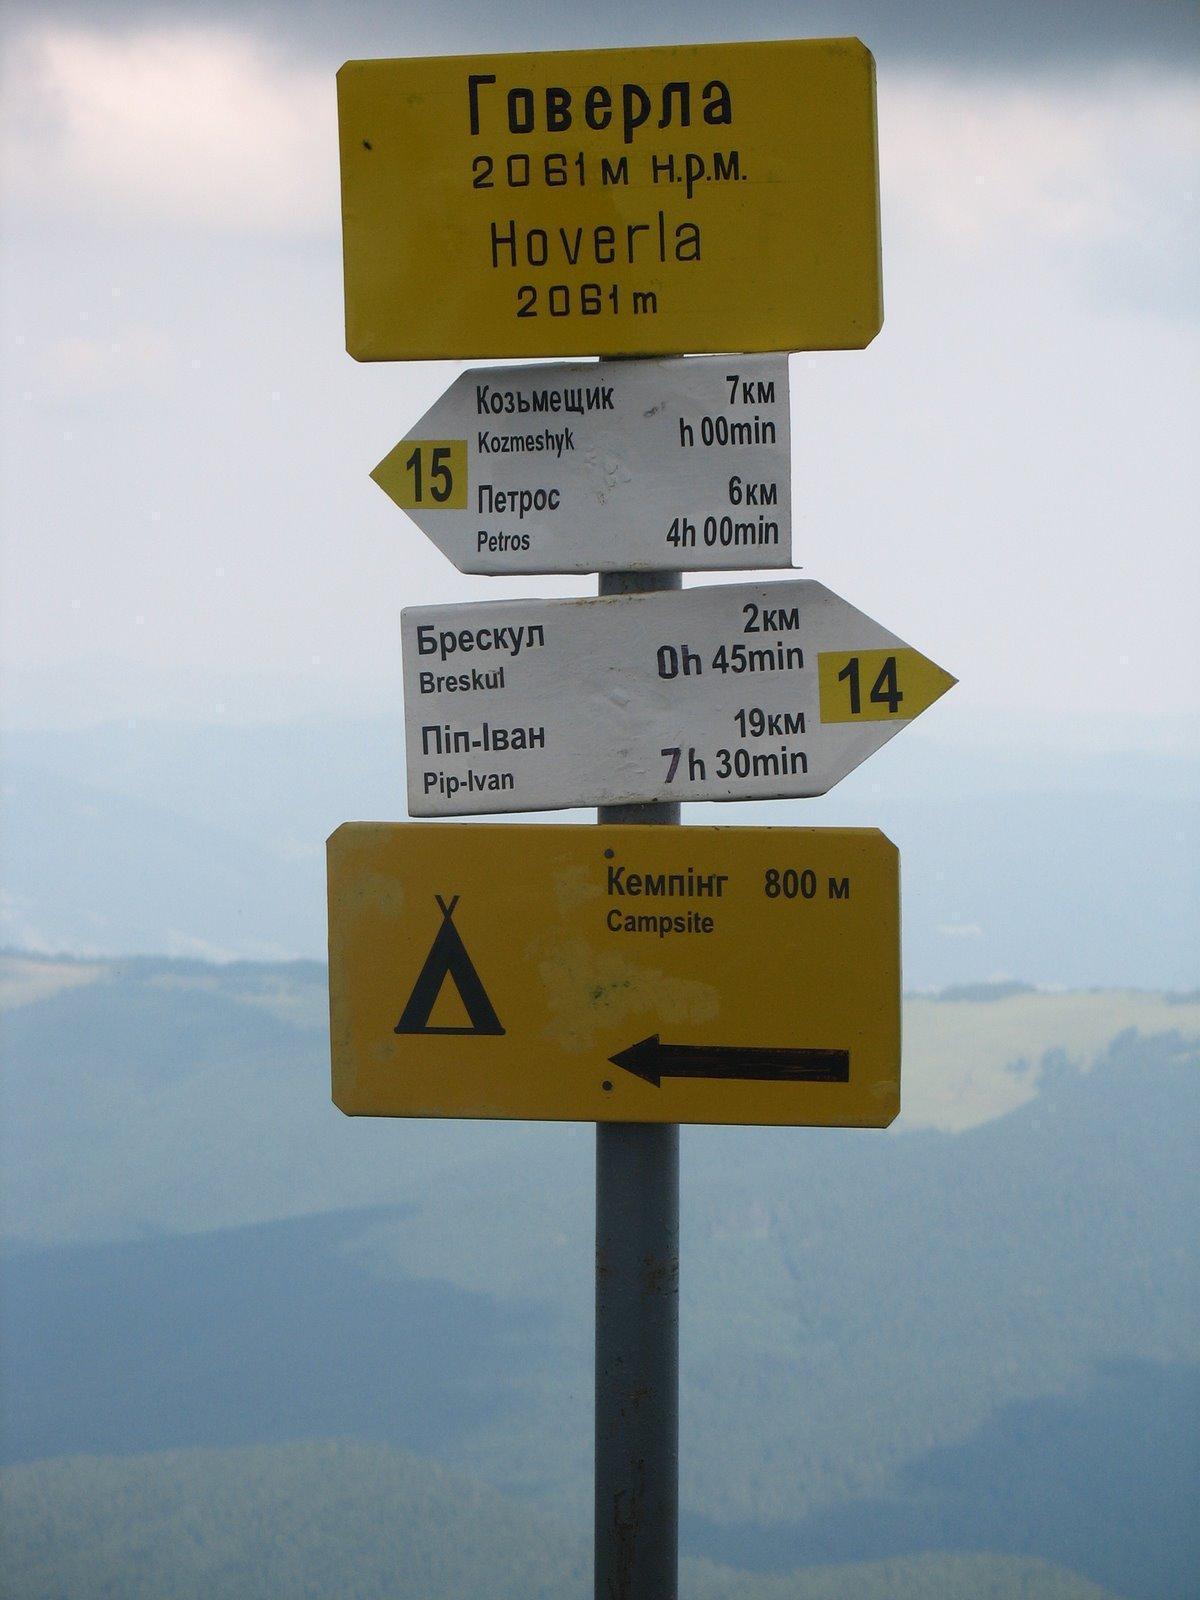 Говерла
2061м н.р.м.
Hoverla
2061m
Козьмещик 7км
Kozmeshyk h 00min
15
Петрос 6км
Petros 4h 00min
Брескул 2км
Breskul 0h 45min
14
Піп-Іван 19км
Pip-Ivan 7h 30min
Кемпінг 800 м
Campsite